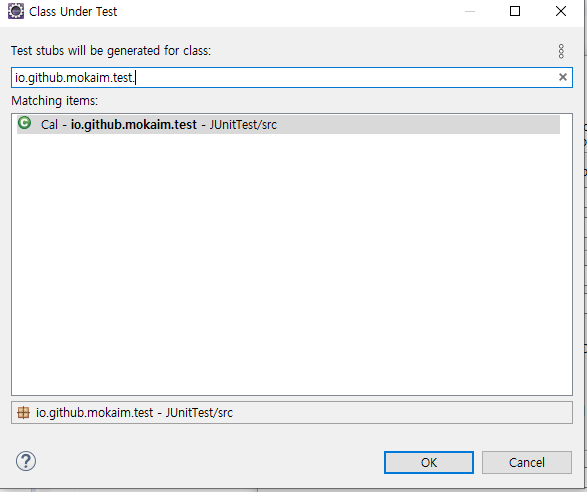 Class Under Test
Test stubs will be generated for class:
io.github.mokaim.test.
Matching items:
Cal - io.github.mokaim.test - JUnitTest/src
io.github.mokaim.test - JUnitTest/src
OK
Cancel